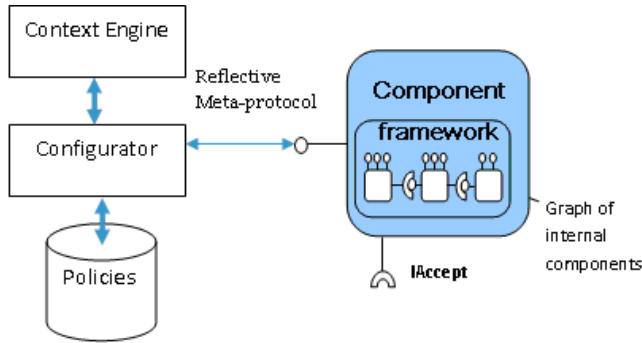 Context Engine
Reflective
Meta-protocol
Configurator
Policies
Component
framework
IAccept
Graph of
internal
components